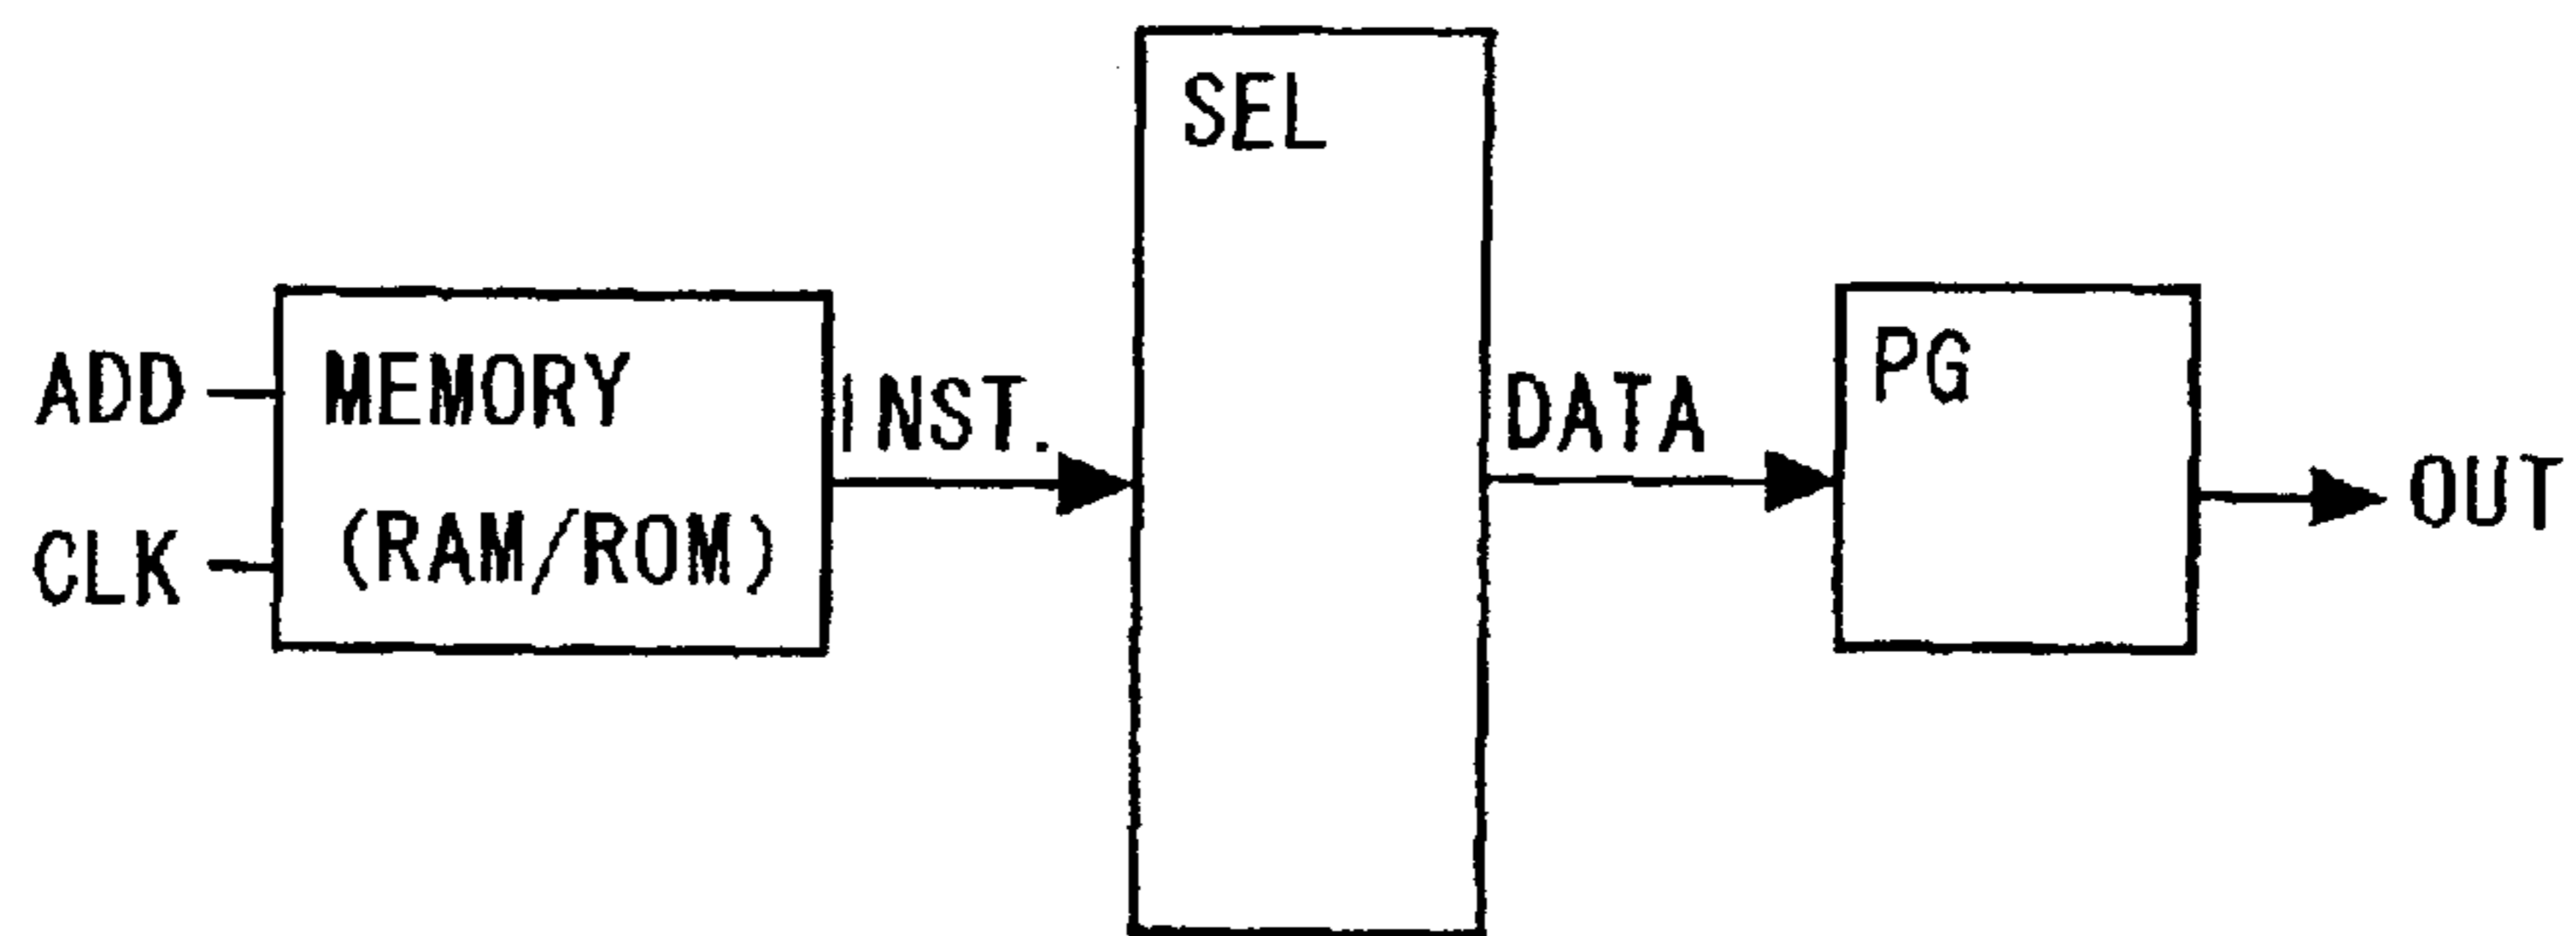 SEL
ADD
MEMORY
INST.
DATA
PG
CLK
(RAM/ROM)
OUT